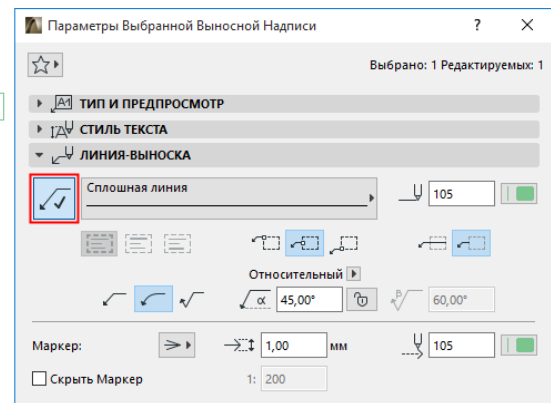 Параметры Выбранной Выносной Надписи ? ×
Выбрано: 1 Редактируемых: 1
A1 ТИП И ПРЕДПРОСМОТР
СТИЛЬ ТЕКСТА
ЛИНИЯ-ВЫНОСКА
Сплошная линия 105
Относительный
α 45,00° β 60,00°
Маркер: 1,00 мм 105
Скрыть Маркер 1: 200